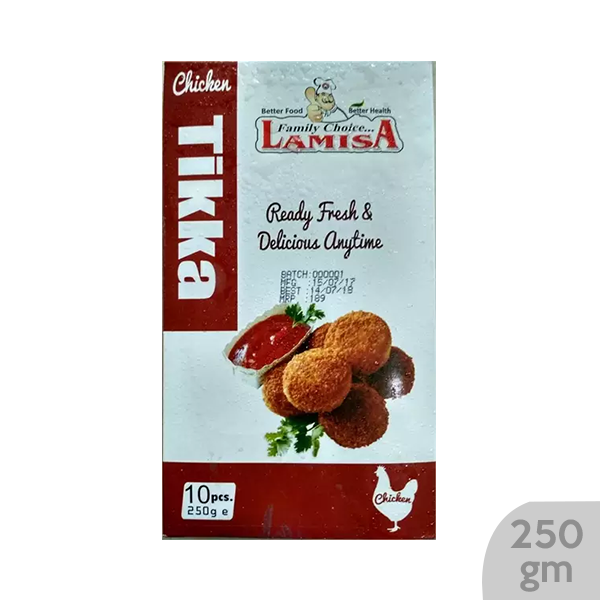 Chicken
Tikka
Better Food Better Health
Family Choice...
LAMISA
Ready Fresh &
Delicious Anytime
BATCH:000001
MFG :15/07/17
BEST :14/07/18
MRP :189
10pcs.
250g e
Chicken
250
gm